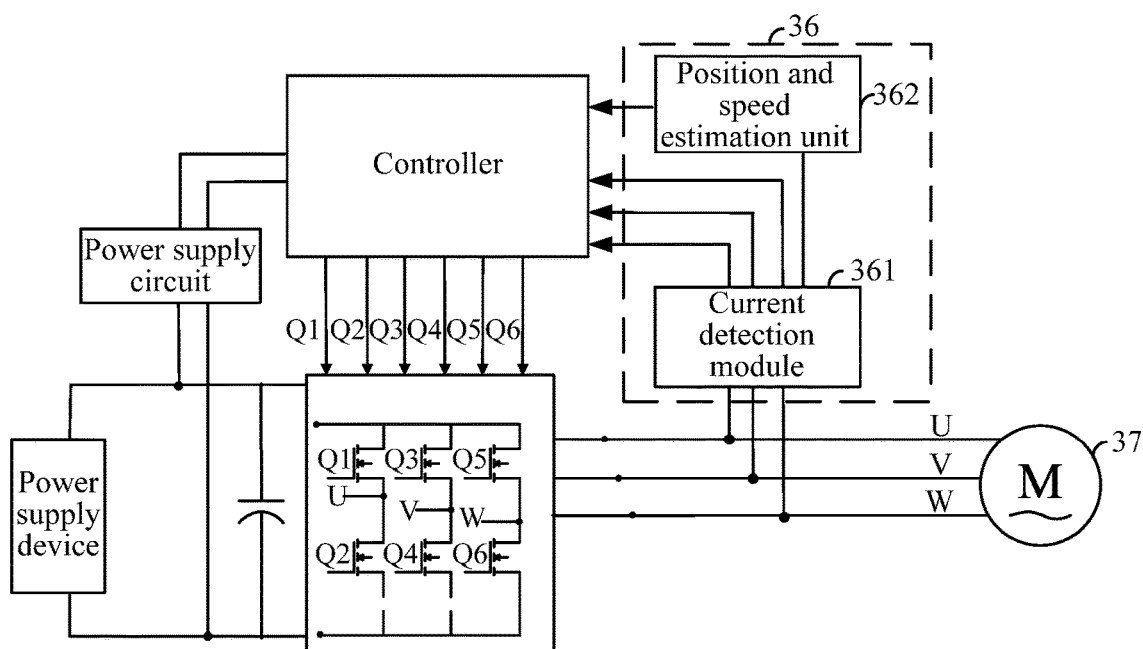 36
Position and
speed
estimation unit
362
Controller
Power supply
circuit
361
Current
detection
module
Q1 Q2 Q3 Q4 Q5 Q6
U
V
W
37
M
Power
supply
device
Q1 Q3 Q5
U
V
W
Q2 Q4 Q6